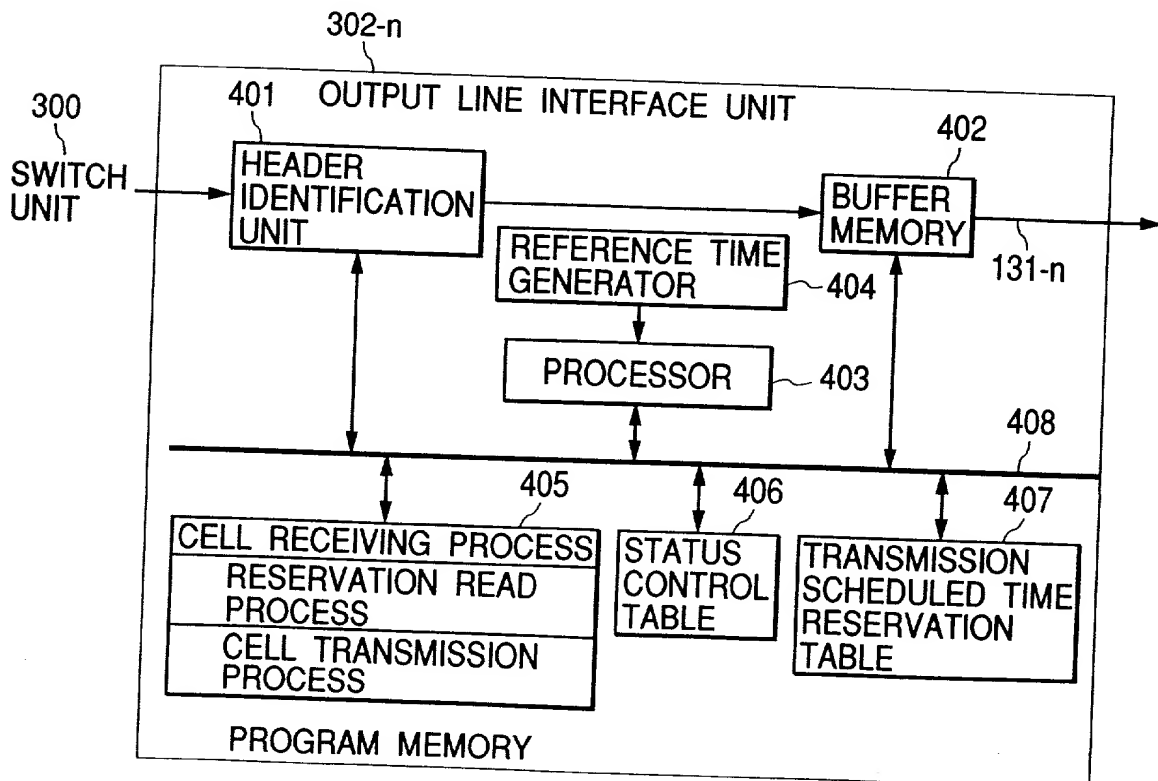 302-n
OUTPUT LINE INTERFACE UNIT
300
SWITCH
UNIT
401
HEADER
IDENTIFICATION
UNIT
402
BUFFER
MEMORY
131-n
REFERENCE TIME
GENERATOR
404
PROCESSOR
403
408
405
CELL RECEIVING PROCESS
RESERVATION READ
PROCESS
CELL TRANSMISSION
PROCESS
406
STATUS
CONTROL
TABLE
407
TRANSMISSION
SCHEDULED TIME
RESERVATION
TABLE
PROGRAM MEMORY